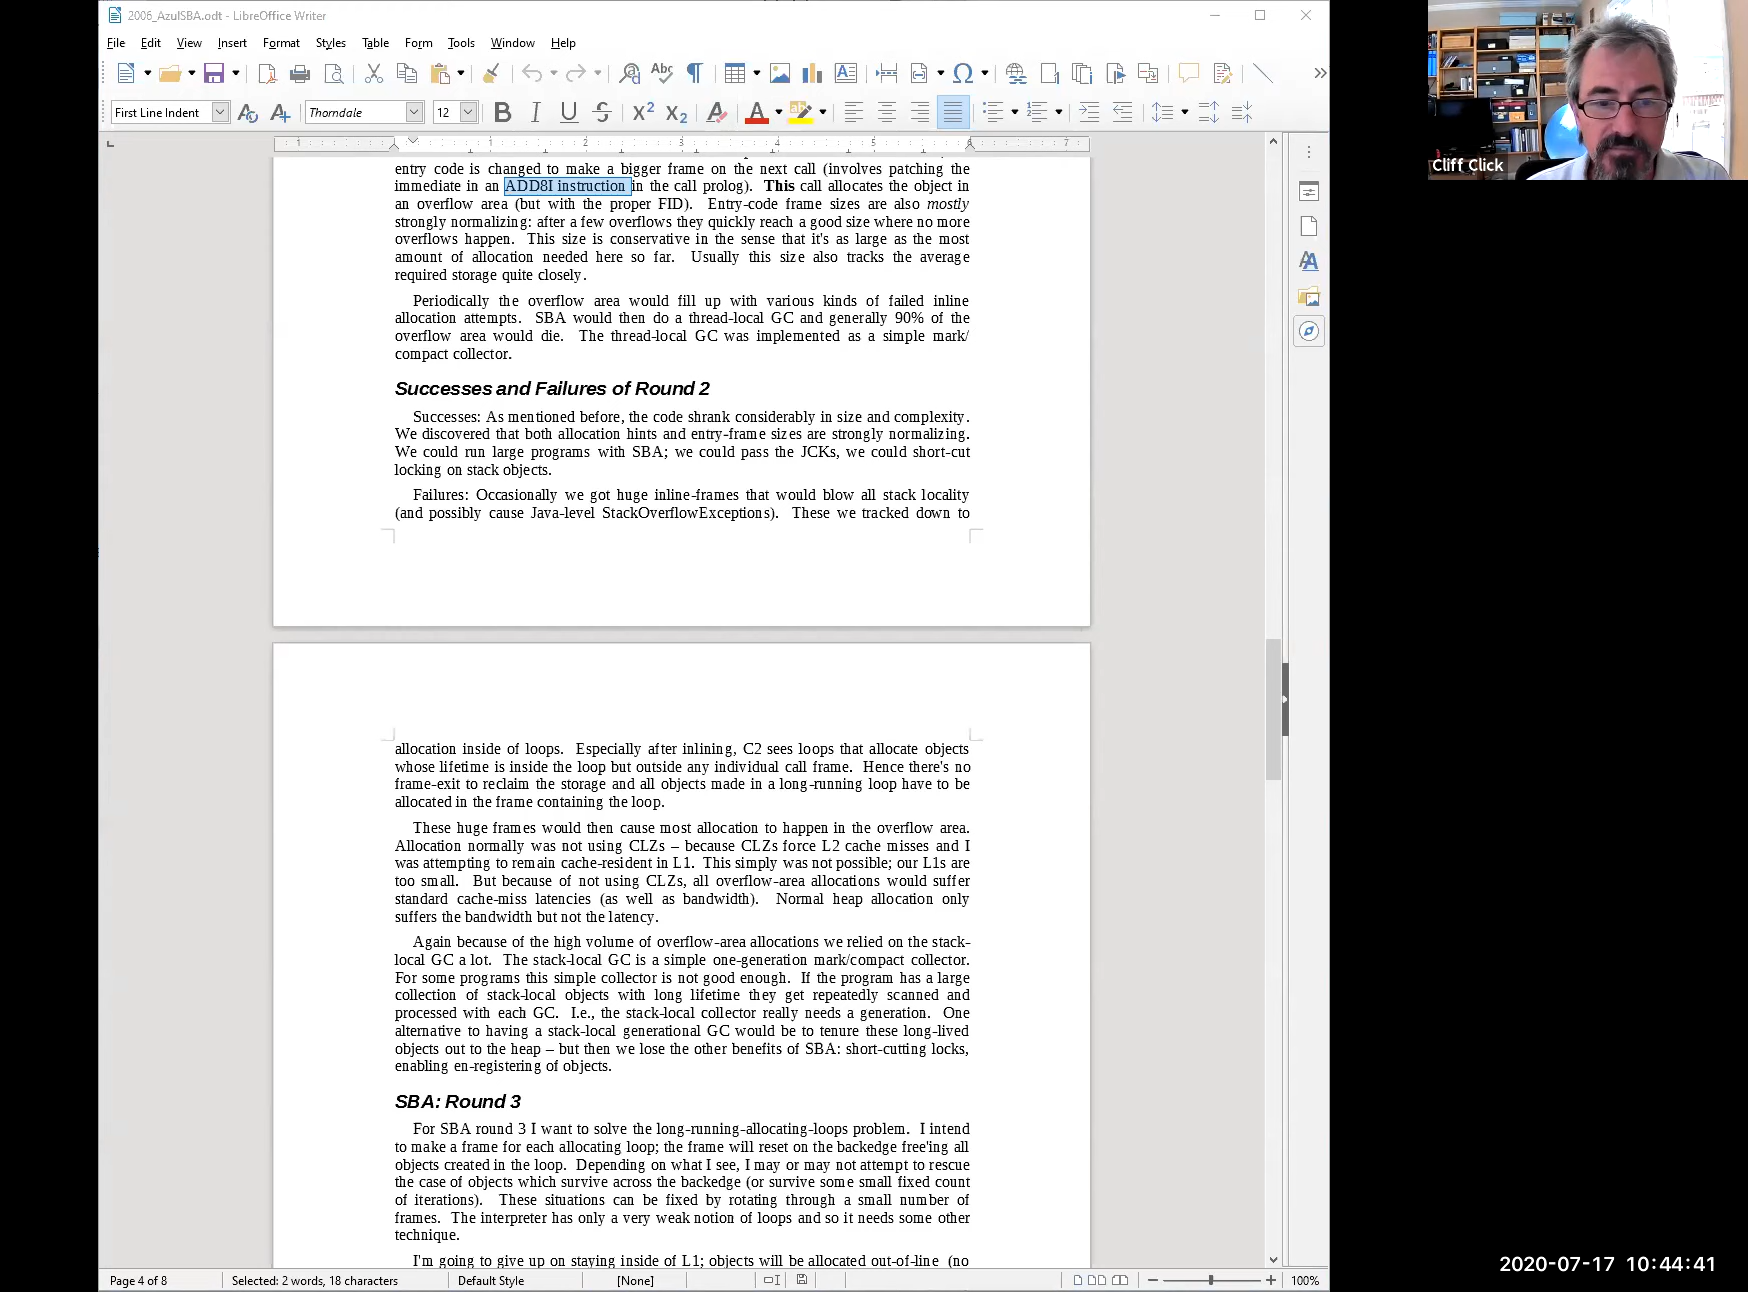 2006_AzulSBA.odt - LibreOffice Writer
File Edit View Insert Format Styles Table Form Tools Window Help
First Line Indent Thorndale 12
entry code is changed to make a bigger frame on the next call (involves patching the
immediate in an ADD8I instruction in the call prolog). This call allocates the object in
an overflow area (but with the proper FID). Entry-code frame sizes are also mostly
strongly normalizing: after a few overflows they quickly reach a good size where no more
overflows happen. This size is conservative in the sense that it's as large as the most
amount of allocation needed here so far. Usually this size also tracks the average
required storage quite closely.
Periodically the overflow area would fill up with various kinds of failed inline
allocation attempts. SBA would then do a thread-local GC and generally 90% of the
overflow area would die. The thread-local GC was implemented as a simple mark/
compact collector.
Successes and Failures of Round 2
Successes: As mentioned before, the code shrank considerably in size and complexity.
We discovered that both allocation hints and entry-frame sizes are strongly normalizing.
We could run large programs with SBA; we could pass the JCKs, we could short-cut
locking on stack objects.
Failures: Occasionally we got huge inline-frames that would blow all stack locality
(and possibly cause Java-level StackOverflowExceptions). These we tracked down to
allocation inside of loops. Especially after inlining, C2 sees loops that allocate objects
whose lifetime is inside the loop but outside any individual call frame. Hence there's no
frame-exit to reclaim the storage and all objects made in a long-running loop have to be
allocated in the frame containing the loop.
These huge frames would then cause most allocation to happen in the overflow area.
Allocation normally was not using CLZs – because CLZs force L2 cache misses and I
was attempting to remain cache-resident in L1. This simply was not possible; our L1s are
too small. But because of not using CLZs, all overflow-area allocations would suffer
standard cache-miss latencies (as well as bandwidth). Normal heap allocation only
suffers the bandwidth but not the latency.
Again because of the high volume of overflow-area allocations we relied on the stack-
local GC a lot. The stack-local GC is a simple one-generation mark/compact collector.
For some programs this simple collector is not good enough. If the program has a large
collection of stack-local objects with long lifetime they get repeatedly scanned and
processed with each GC. I.e., the stack-local collector really needs a generation. One
alternative to having a stack-local generational GC would be to tenure these long-lived
objects out to the heap – but then we lose the other benefits of SBA: short-cutting locks,
enabling en-registering of objects.
SBA: Round 3
For SBA round 3 I want to solve the long-running-allocating-loops problem. I intend
to make a frame for each allocating loop; the frame will reset on the backedge free'ing all
objects created in the loop. Depending on what I see, I may or may not attempt to rescue
the case of objects which survive across the backedge (or survive some small fixed count
of iterations). These situations can be fixed by rotating through a small number of
frames. The interpreter has only a very weak notion of loops and so it needs some other
technique.
I'm going to give up on staying inside of L1; objects will be allocated out-of-line (no
Page 4 of 8 Selected: 2 words, 18 characters Default Style [None] 100%
Cliff Click
2020-07-17 10:44:41